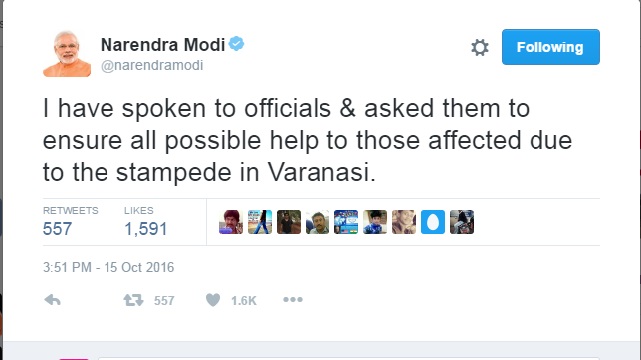 Narendra Modi
@narendramodi
Following
I have spoken to officials & asked them to
ensure all possible help to those affected due
to the stampede in Varanasi.
RETWEETS LIKES
557 1,591
3:51 PM - 15 Oct 2016
557 1.6K